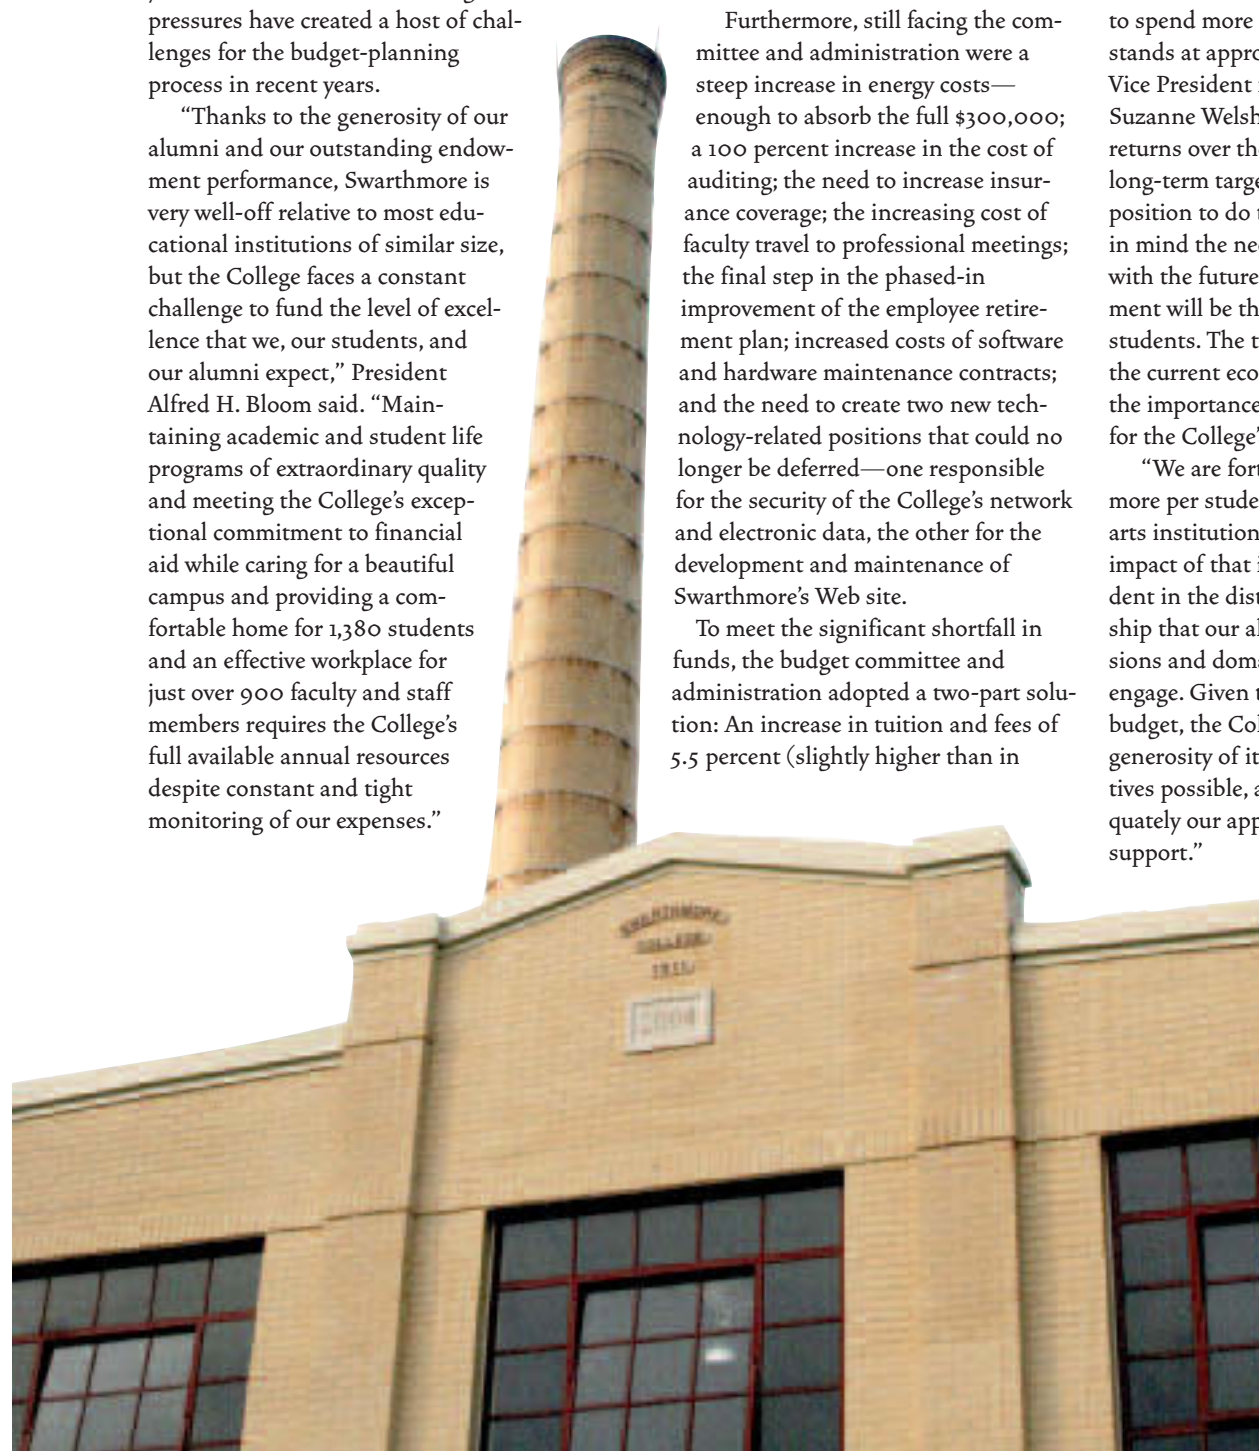 pressures have created a host of chal-
lenges for the budget-planning
process in recent years.
“Thanks to the generosity of our
alumni and our outstanding endow-
ment performance, Swarthmore is
very well-off relative to most edu-
cational institutions of similar size,
but the College faces a constant
challenge to fund the level of excel-
lence that we, our students, and
our alumni expect,” President
Alfred H. Bloom said. “Main-
taining academic and student life
programs of extraordinary quality
and meeting the College’s excep-
tional commitment to financial
aid while caring for a beautiful
campus and providing a com-
fortable home for 1,380 students
and an effective workplace for
just over 900 faculty and staff
members requires the College’s
full available annual resources
despite constant and tight
monitoring of our expenses.”
Furthermore, still facing the com-
mittee and administration were a
steep increase in energy costs—
enough to absorb the full $300,000;
a 100 percent increase in the cost of
auditing; the need to increase insur-
ance coverage; the increasing cost of
faculty travel to professional meetings;
the final step in the phased-in
improvement of the employee retire-
ment plan; increased costs of software
and hardware maintenance contracts;
and the need to create two new tech-
nology-related positions that could no
longer be deferred—one responsible
for the security of the College’s network
and electronic data, the other for the
development and maintenance of
Swarthmore’s Web site.
To meet the significant shortfall in
funds, the budget committee and
administration adopted a two-part solu-
tion: An increase in tuition and fees of
5.5 percent (slightly higher than in
to spend more
stands at appro
Vice President
Suzanne Welsh
returns over th
long-term targe
position to do
in mind the ne
with the future
ment will be th
students. The t
the current eco
the importance
for the College’
“We are fort
more per stude
arts institution
impact of that
dent in the dist
ship that our al
sions and doma
engage. Given
budget, the Col
generosity of it
tives possible, a
quately our app
support.”
SWARTHMORE
COLLEGE
1911
2004